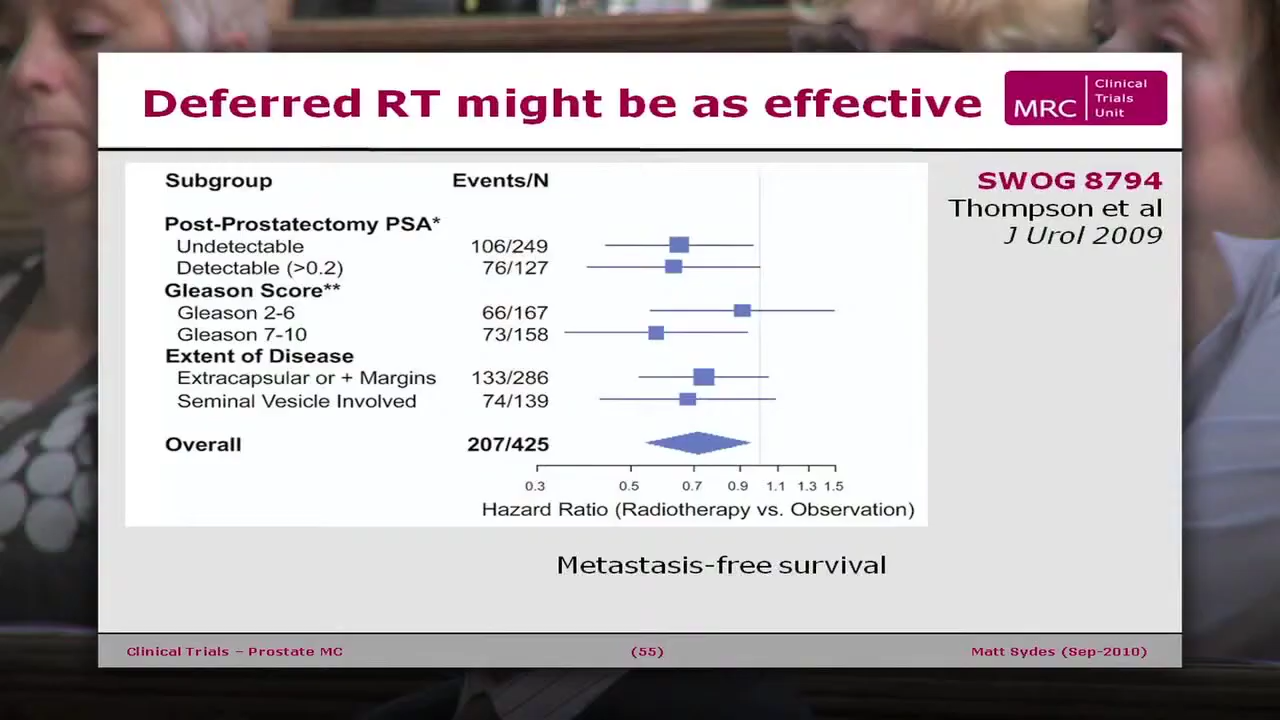 Deferred RT might be as effective
MRC
Clinical
Trials
Unit
SWOG 8794
Thompson et al
J Urol 2009
Subgroup Events/N
Post-Prostatectomy PSA*
Undetectable 106/249
Detectable (>0.2) 76/127
Gleason Score**
Gleason 2-6 66/167
Gleason 7-10 73/158
Extent of Disease
Extracapsular or + Margins 133/286
Seminal Vesicle Involved 74/139
Overall 207/425
0.3 0.5 0.7 0.9 1.1 1.3 1.5
Hazard Ratio (Radiotherapy vs. Observation)
Metastasis-free survival
Clinical Trials – Prostate MC (55) Matt Sydes (Sep-2010)